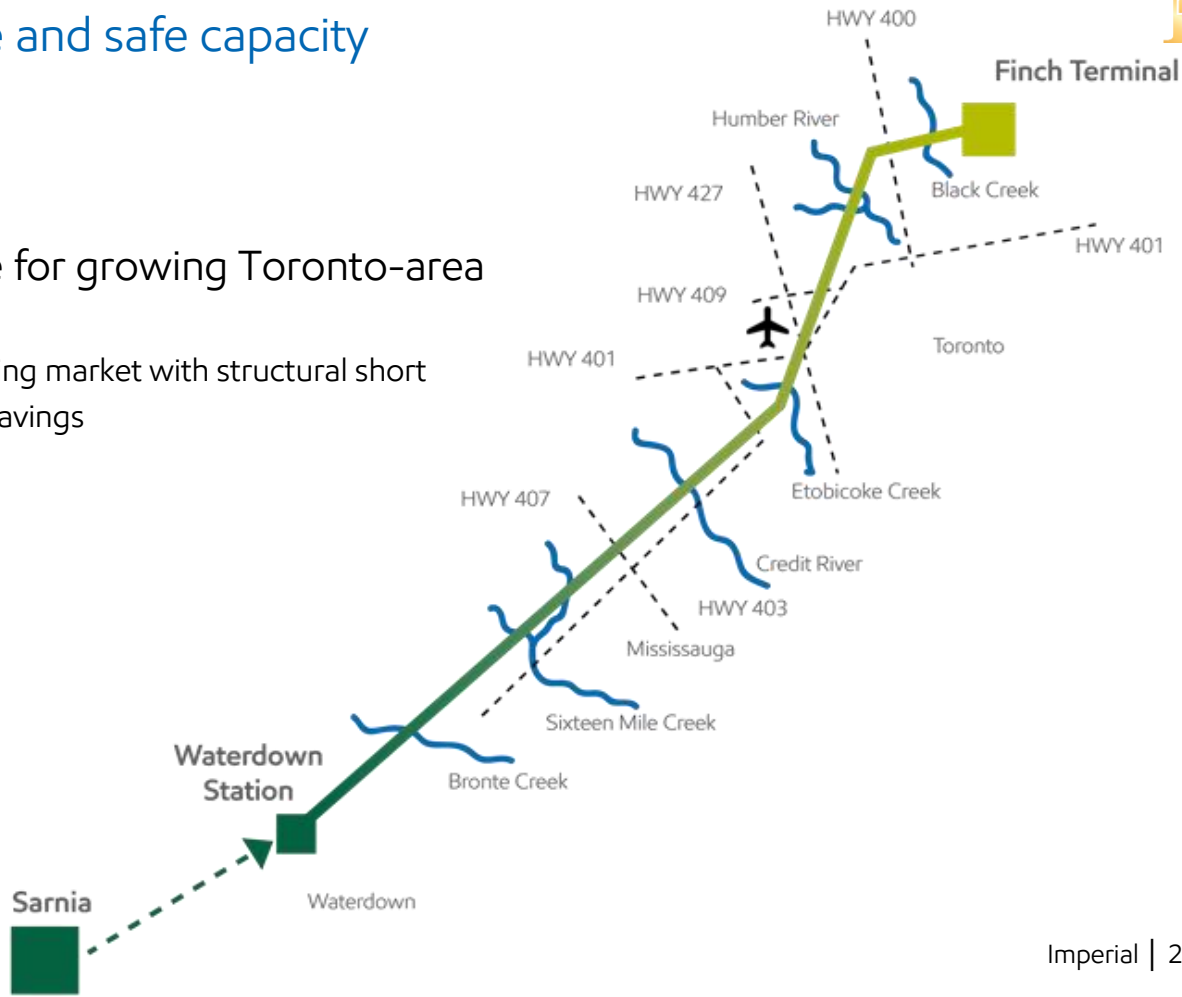 and safe capacity
for growing Toronto-area
market with structural short
HWY 400
Finch Terminal
Humber River
HWY 427
Black Creek
HWY 401
HWY 409
Toronto
HWY 401
Etobicoke Creek
HWY 407
Credit River
HWY 403
Mississauga
Sixteen Mile Creek
Waterdown
Station
Bronte Creek
Sarnia
Waterdown
Imperial | 2